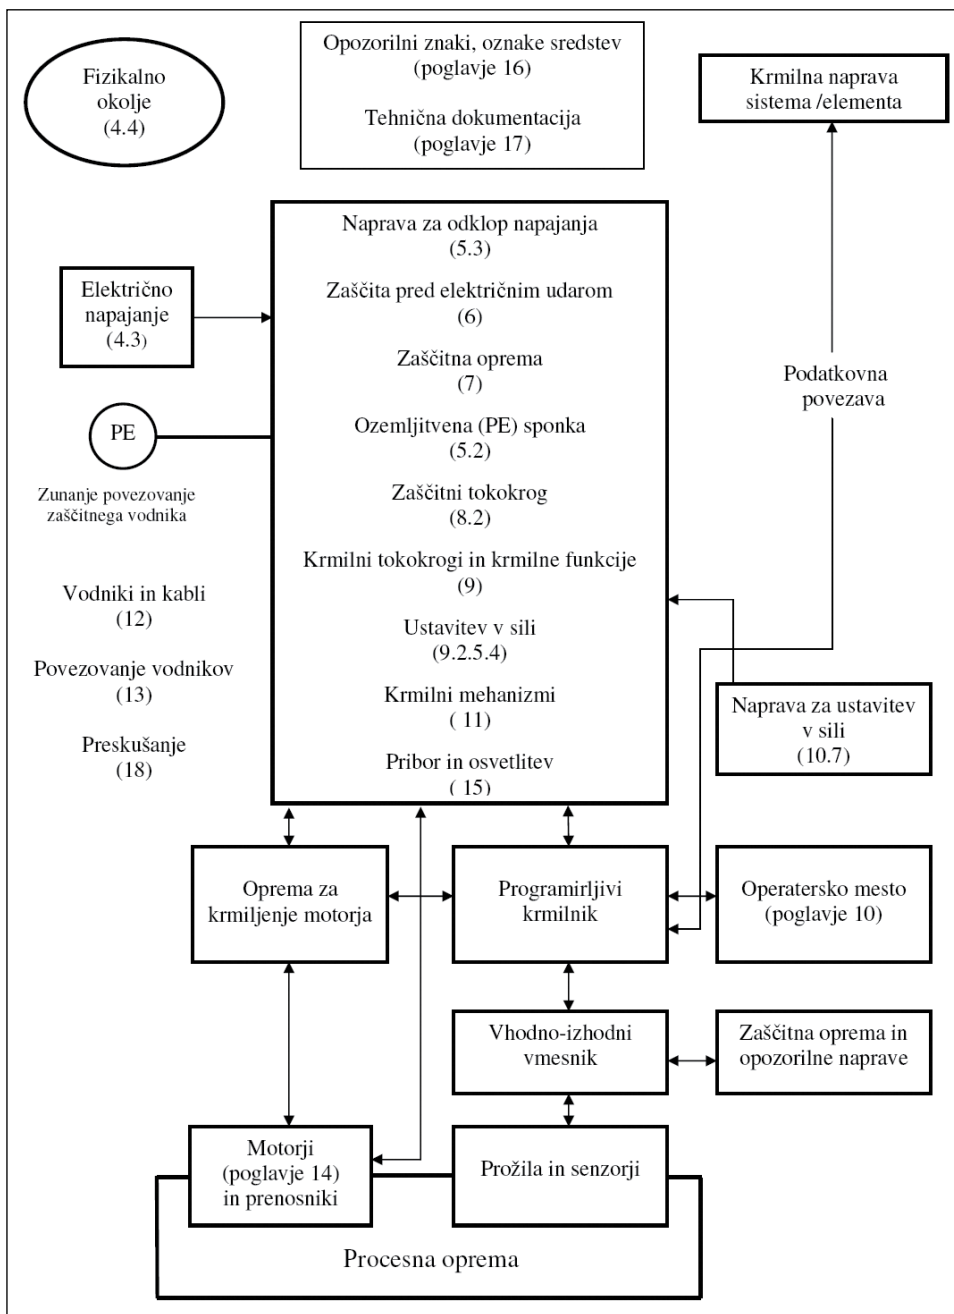 Fizikalno
okolje
(4.4)
Opozorilni znaki, oznake sredstev
(poglavje 16)
Tehnična dokumentacija
(poglavje 17)
Krmilna naprava
sistema /elementa
Naprava za odklop napajanja
(5.3)
Zaščita pred električnim udarom
(6)
Zaščitna oprema
(7)
Ozemljitvena (PE) sponka
(5.2)
Zaščitni tokokrog
(8.2)
Krmilni tokokrogi in krmilne funkcije
(9)
Ustavitev v sili
(9.2.5.4)
Krmilni mehanizmi
( 11)
Pribor in osvetlitev
( 15)
Električno
napajanje
(4.3)
PE
Zunanje povezovanje
zaščitnega vodnika
Vodniki in kabli
(12)
Povezovanje vodnikov
(13)
Preskušanje
(18)
Podatkovna
povezava
Naprava za ustavitev
v sili
(10.7)
Oprema za
krmiljenje motorja
Programirljivi
krmilnik
Operatersko mesto
(poglavje 10)
Vhodno-izhodni
vmesnik
Zaščitna oprema in
opozorilne naprave
Motorji
(poglavje 14)
in prenosniki
Prožila in senzorji
Procesna oprema